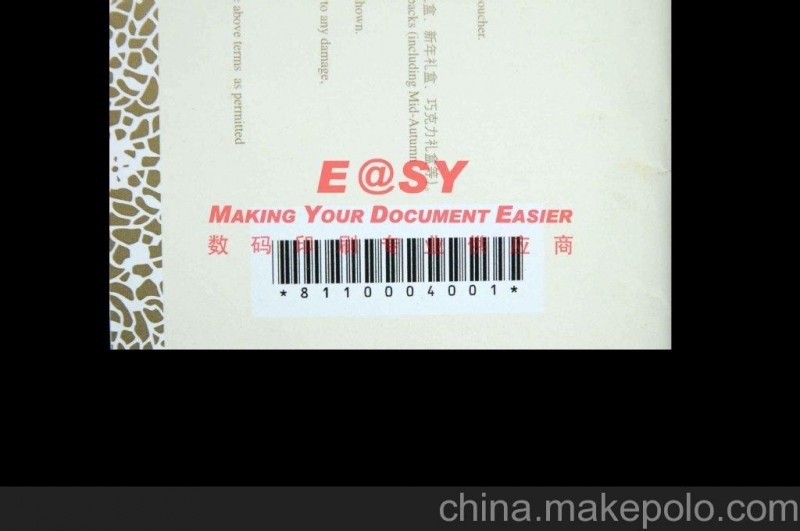 oucher.
盒、新年礼盒、巧克力礼盒等)。
packs (including Mid-Autumn
hown.
to any damage,
e above terms as permitted
E@SY
MAKING YOUR DOCUMENT EASIER
数码印刷专业供应商
*8110004001*
china.makepolo.com